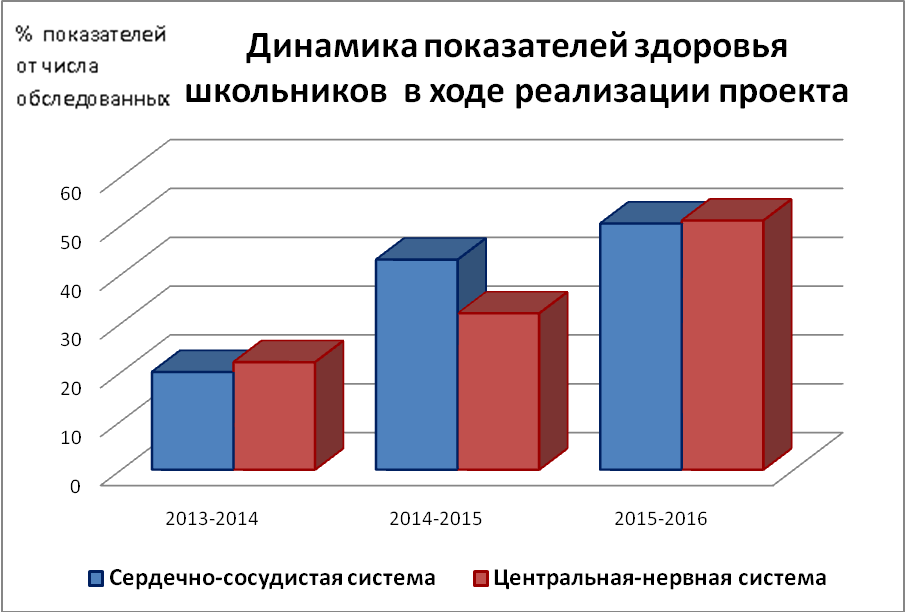 % показателей
от числа
обследованных
Динамика показателей здоровья
школьников в ходе реализации проекта
60
50
40
30
20
10
0
2013-2014 2014-2015 2015-2016
Сердечно-сосудистая система Центральная-нервная система